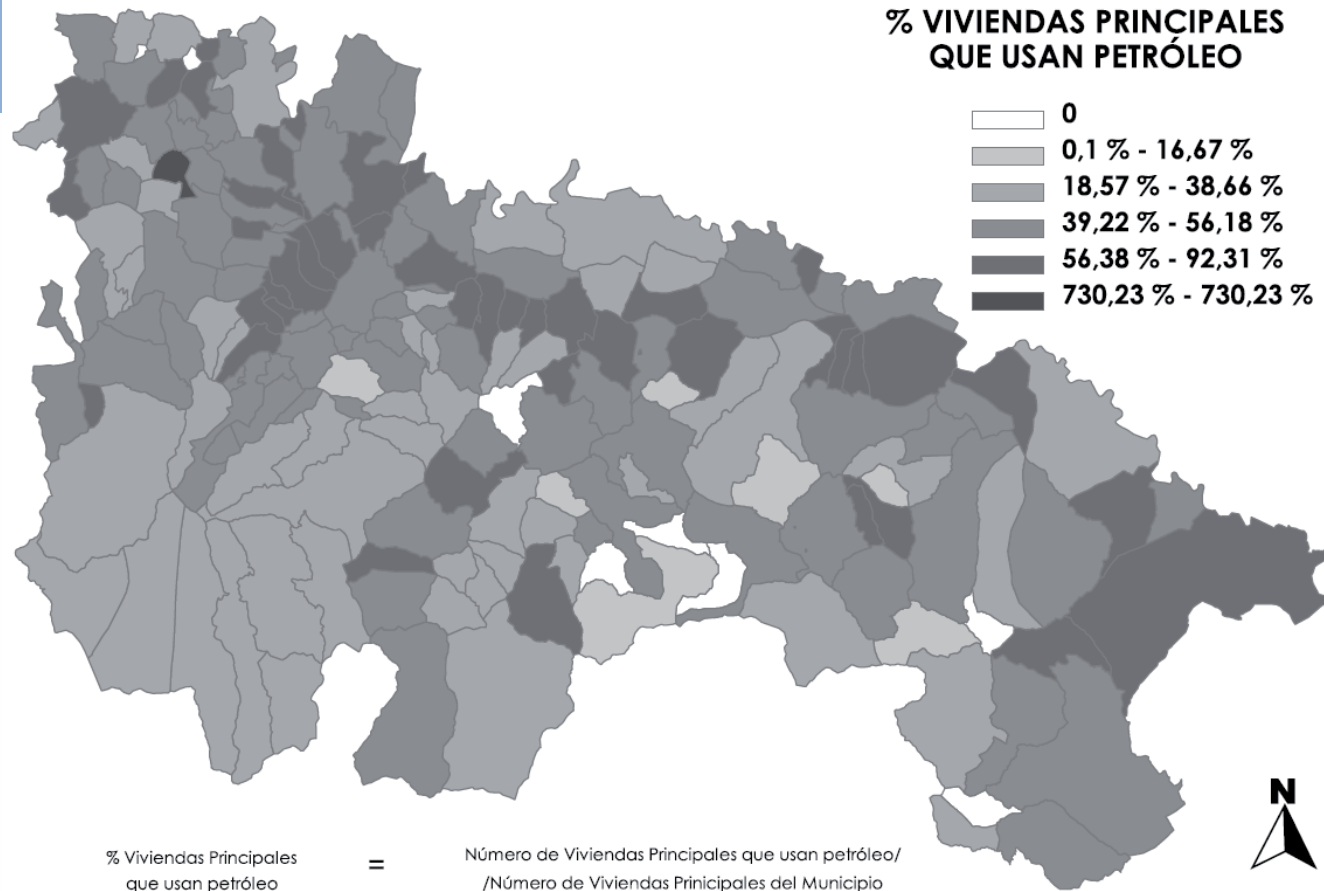 % VIVIENDAS PRINCIPALES
QUE USAN PETRÓLEO
0
0,1 % - 16,67 %
18,57 % - 38,66 %
39,22 % - 56,18 %
56,38 % - 92,31 %
730,23 % - 730,23 %
N
% Viviendas Principales
que usan petróleo
=
Número de Viviendas Principales que usan petróleo/
/Número de Viviendas Prinicipales del Municipio